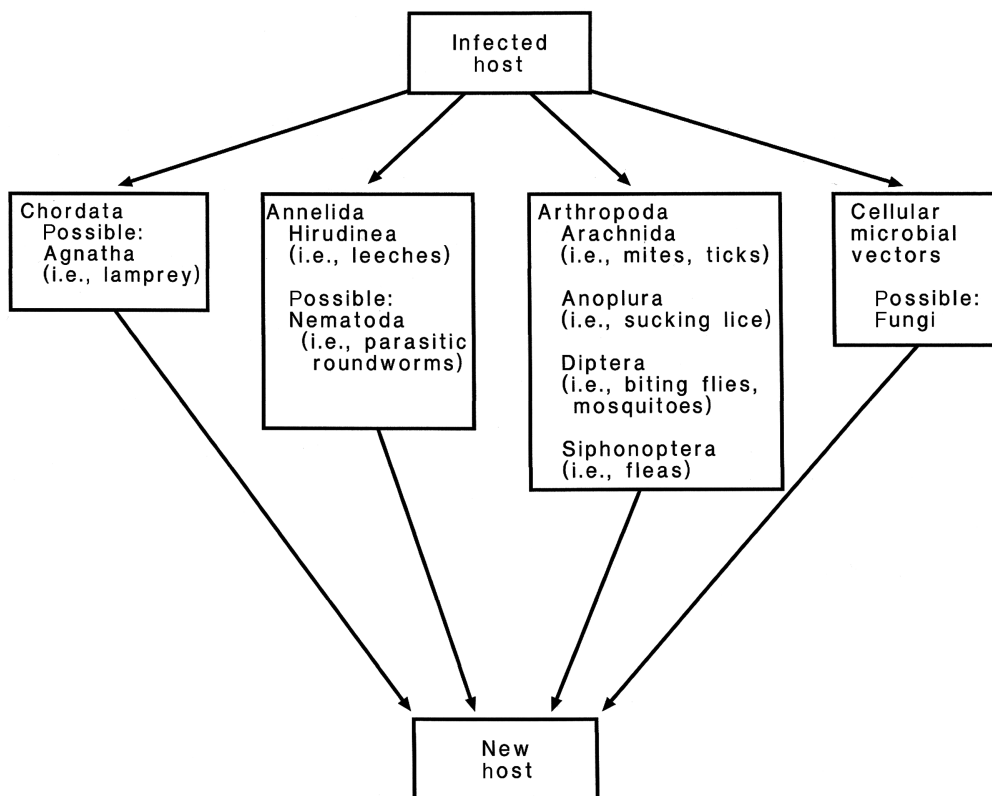 Infected
host
Chordata
Possible:
Agnatha
(i.e., lamprey)
Annelida
Hirudinea
(i.e., leeches)
Possible:
Nematoda
(i.e., parasitic
roundworms)
Arthropoda
Arachnida
(i.e., mites, ticks)
Anoplura
(i.e., sucking lice)
Diptera
(i.e., biting flies,
mosquitoes)
Siphonoptera
(i.e., fleas)
Cellular
microbial
vectors
Possible:
Fungi
New
host